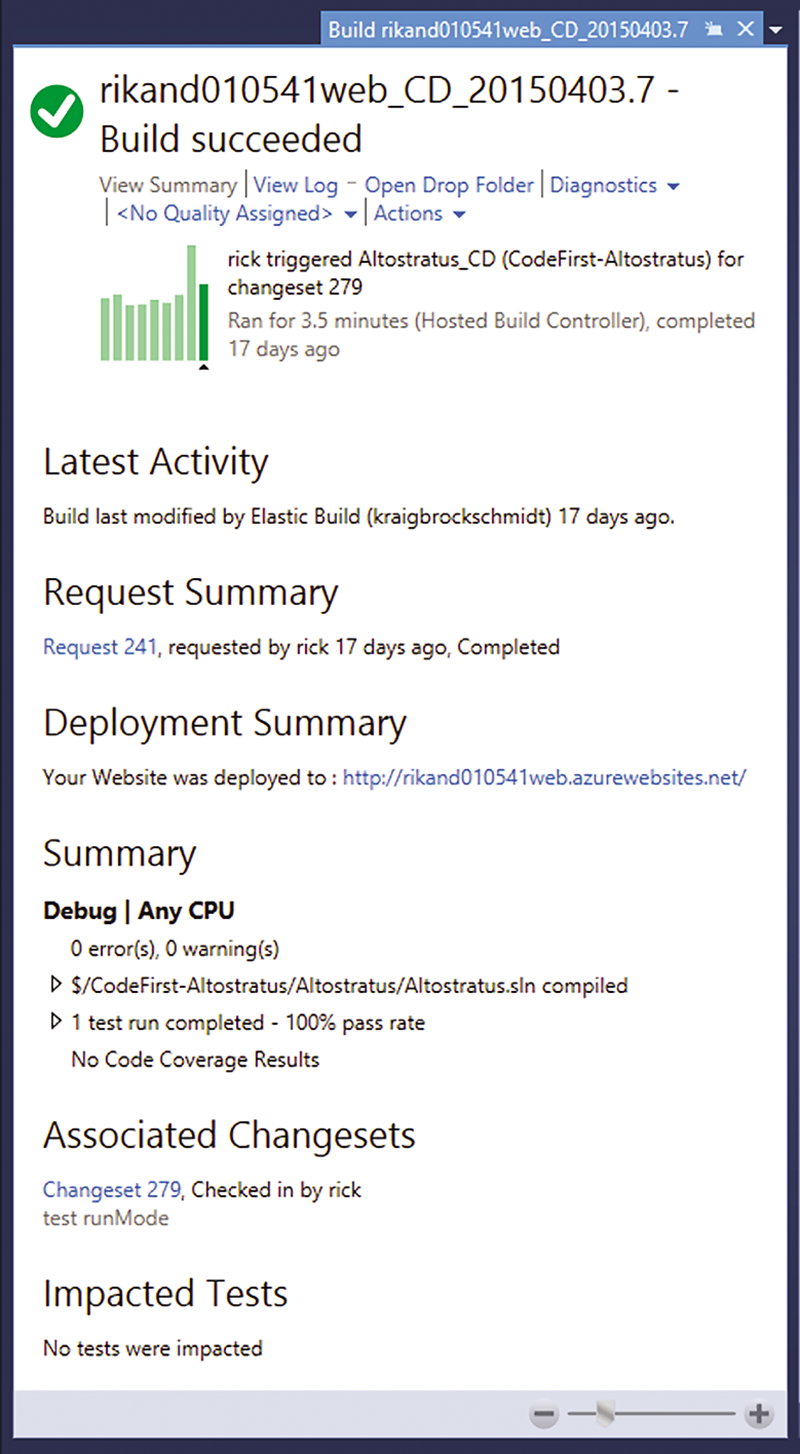 Build rikand010541web_CD_20150403.7
rikand010541web_CD_20150403.7 -
Build succeeded
View Summary | View Log - Open Drop Folder | Diagnostics
| <No Quality Assigned> | Actions
rick triggered Altostratus_CD (CodeFirst-Altostratus) for
changeset 279
Ran for 3.5 minutes (Hosted Build Controller), completed
17 days ago
Latest Activity
Build last modified by Elastic Build (kraigbrockschmidt) 17 days ago.
Request Summary
Request 241, requested by rick 17 days ago, Completed
Deployment Summary
Your Website was deployed to : http://rikand010541web.azurewebsites.net/
Summary
Debug | Any CPU
0 error(s), 0 warning(s)
$/CodeFirst-Altostratus/Altostratus/Altostratus.sln compiled
1 test run completed - 100% pass rate
No Code Coverage Results
Associated Changesets
Changeset 279, Checked in by rick
test runMode
Impacted Tests
No tests were impacted